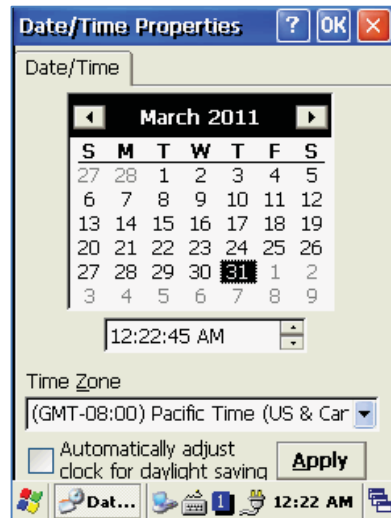 Date/Time Properties ? OK ×
Date/Time
March 2011
S M T W T F S
27 28 1 2 3 4 5
6 7 8 9 10 11 12
13 14 15 16 17 18 19
20 21 22 23 24 25 26
27 28 29 30 31 1 2
3 4 5 6 7 8 9
12:22:45 AM
Time Zone
(GMT-08:00) Pacific Time (US & Car
Automatically adjust
clock for daylight saving
Apply
Dat... 1 12:22 AM